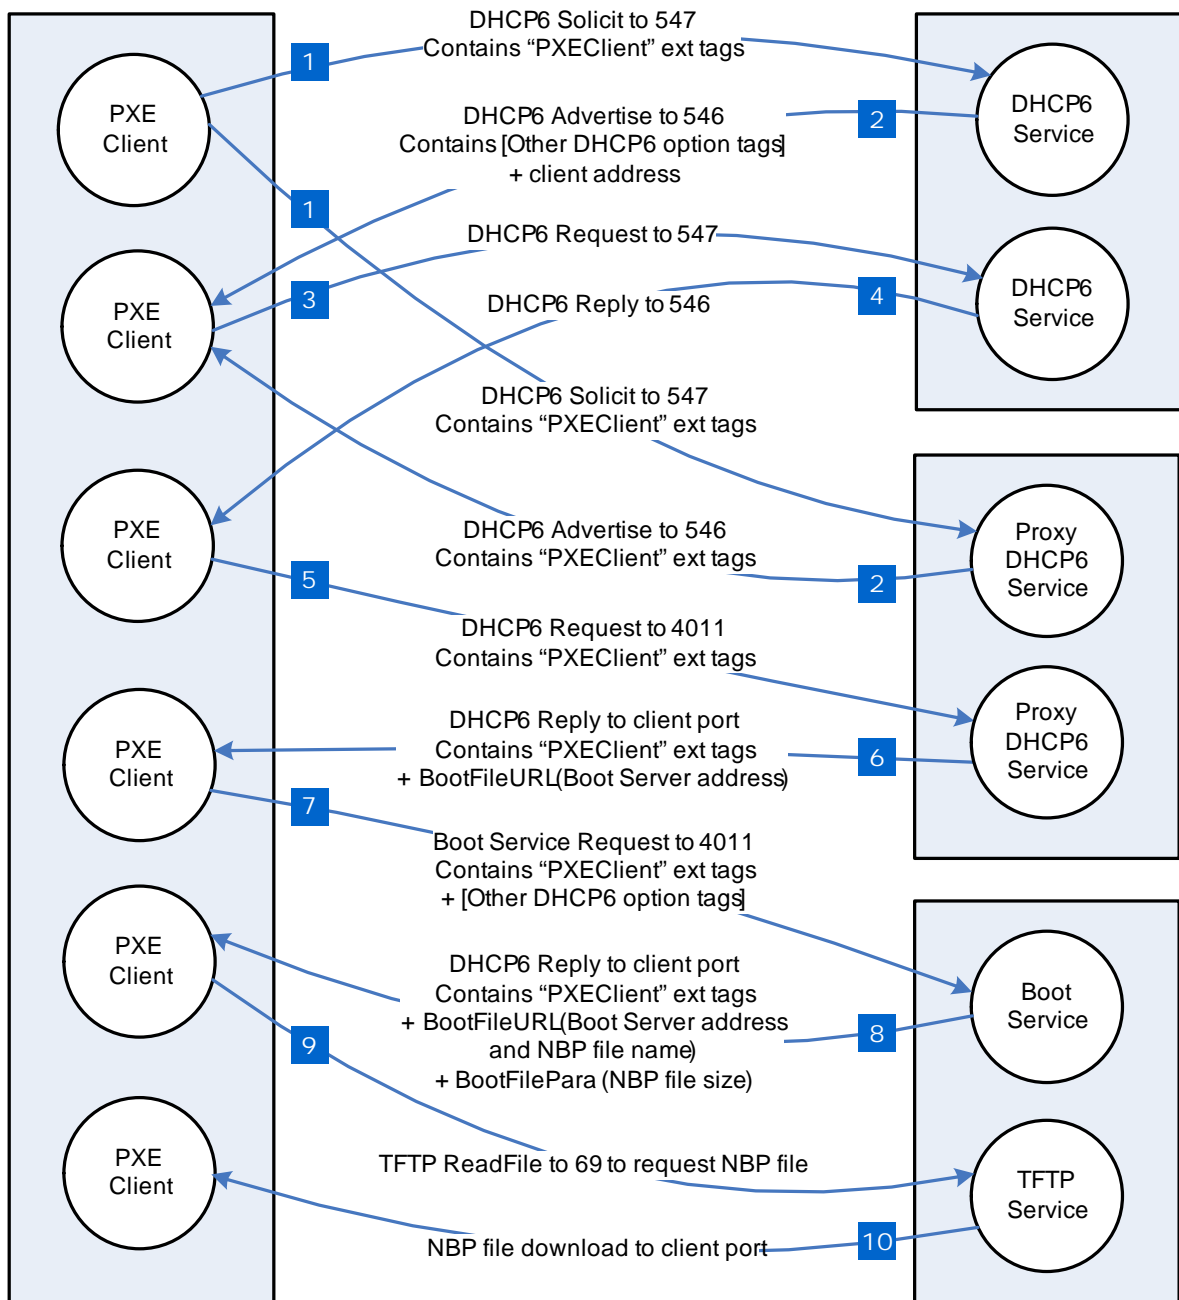 DHCP6 Solicit to 547
Contains “PXEClient” ext tags
1
PXE
Client
DHCP6
Service
DHCP6 Advertise to 546
Contains [Other DHCP6 option tags]
+ client address
2
1
DHCP6 Request to 547
3
PXE
Client
DHCP6
Service
DHCP6 Reply to 546
4
DHCP6 Solicit to 547
Contains “PXEClient” ext tags
PXE
Client
Proxy
DHCP6
Service
DHCP6 Advertise to 546
Contains “PXEClient” ext tags
2
5
DHCP6 Request to 4011
Contains “PXEClient” ext tags
Proxy
DHCP6
Service
PXE
Client
DHCP6 Reply to client port
Contains “PXEClient” ext tags
+ BootFileURL(Boot Server address)
6
7
Boot Service Request to 4011
Contains “PXEClient” ext tags
+ [Other DHCP6 option tags]
PXE
Client
Boot
Service
DHCP6 Reply to client port
Contains “PXEClient” ext tags
+ BootFileURL(Boot Server address
and NBP file name)
+ BootFilePara (NBP file size)
8
9
PXE
Client
TFTP ReadFile to 69 to request NBP file
TFTP
Service
NBP file download to client port
10